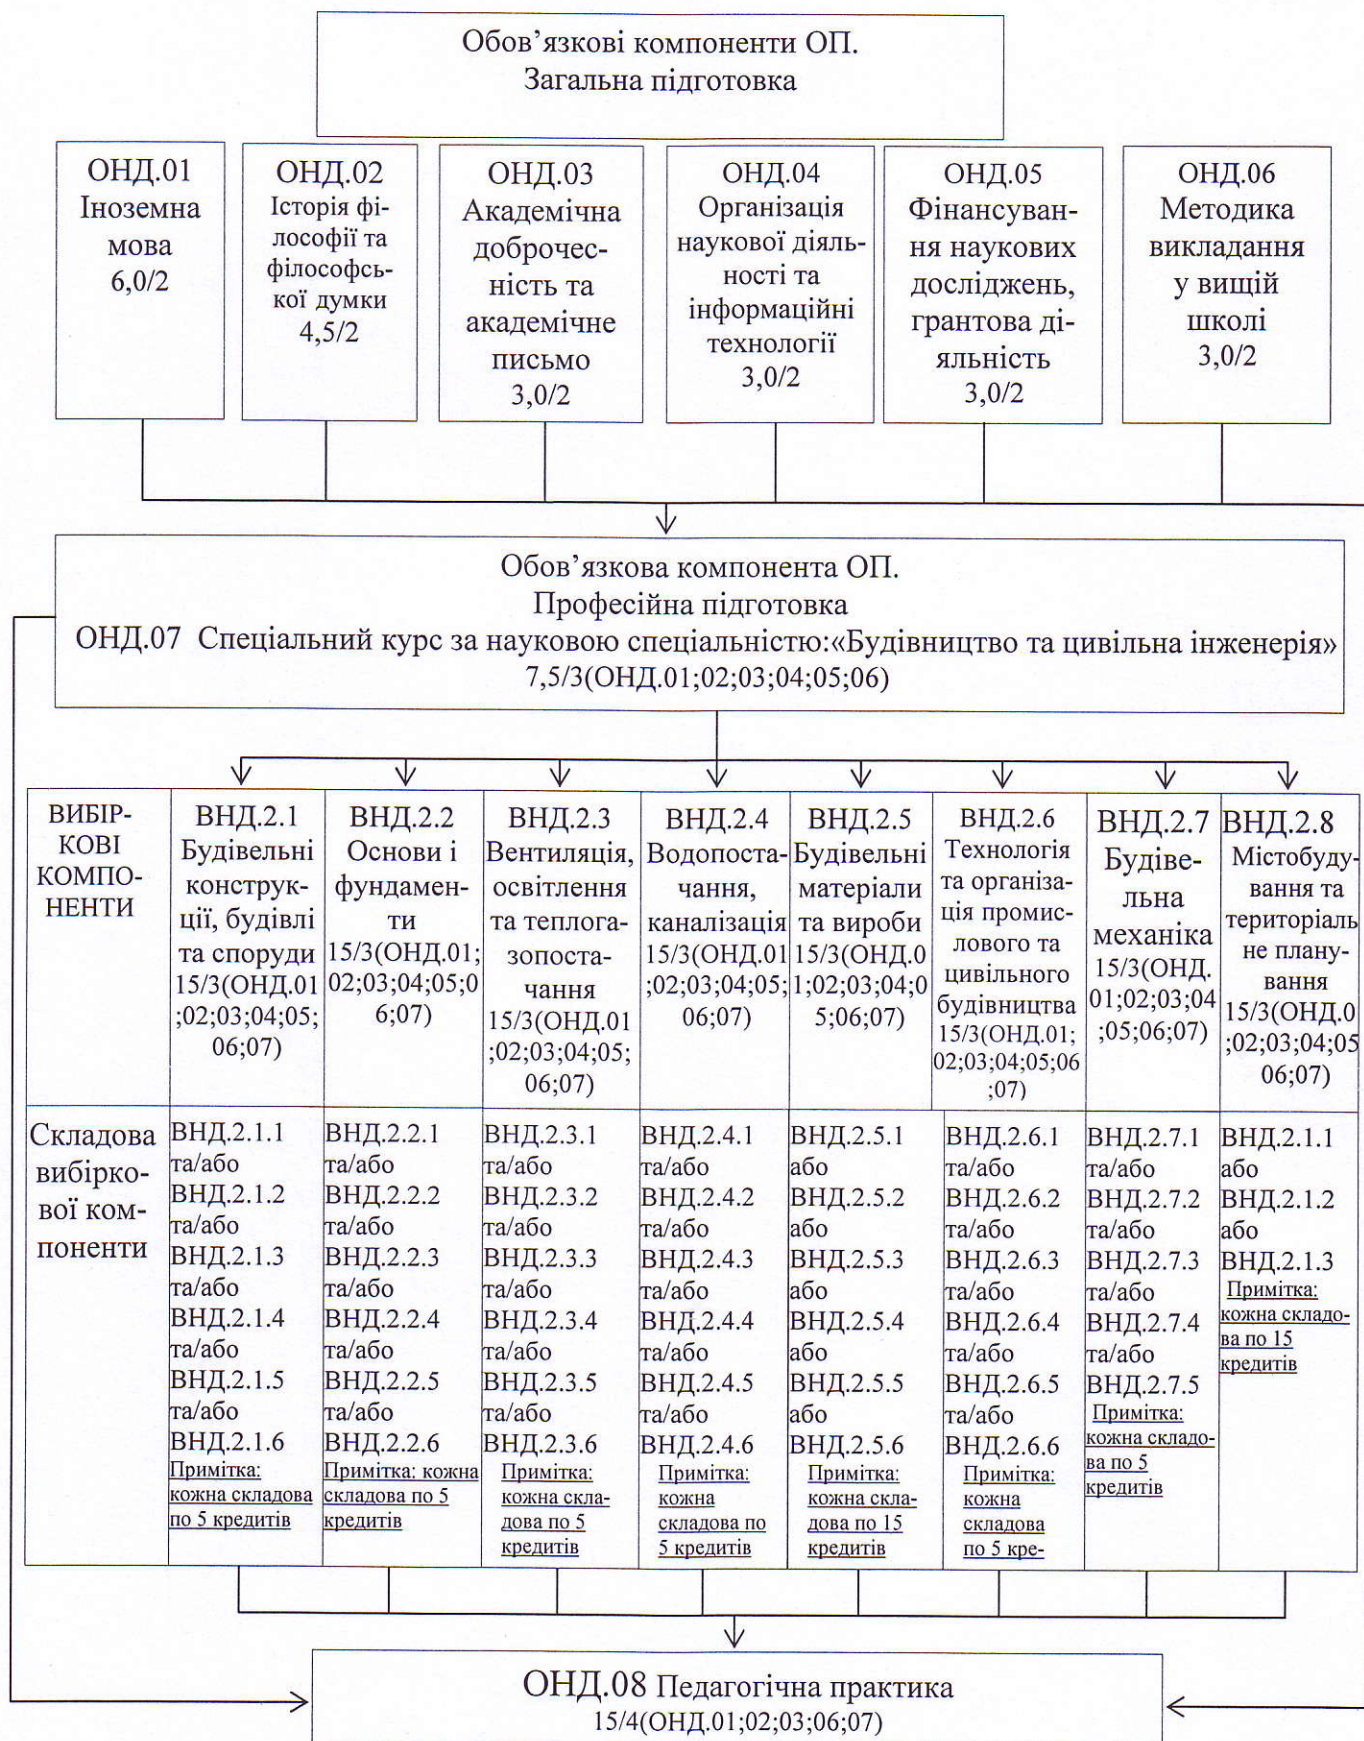 Обов’язкові компоненти ОП.
Загальна підготовка
ОНД.01
Іноземна
мова
6,0/2
ОНД.02
Історія фі-
лософії та
філософсь-
кої думки
4,5/2
ОНД.03
Академічна
доброчес-
ність та
академічне
письмо
3,0/2
ОНД.04
Організація
наукової діяль-
ності та
інформаційні
технології
3,0/2
ОНД.05
Фінансуван-
ня наукових
досліджень,
грантова ді-
яльність
3,0/2
ОНД.06
Методика
викладання
у вищій
школі
3,0/2
Обов’язкова компонента ОП.
Професійна підготовка
ОНД.07 Спеціальний курс за науковою спеціальністю:«Будівництво та цивільна інженерія»
7,5/3(ОНД.01;02;03;04;05;06)
ВИБІР-
КОВІ
КОМПО-
НЕНТИ
ВНД.2.1
Будівельні
конструк-
ції, будівлі
та споруди
15/3(ОНД.01
;02;03;04;05;
06;07)
ВНД.2.2
Основи і
фундамен-
ти
15/3(ОНД.01;
02;03;04;05;0
6;07)
ВНД.2.3
Вентиляція,
освітлення
та теплога-
зопоста-
чання
15/3(ОНД.01
;02;03;04;05;
06;07)
ВНД.2.4
Водопоста-
чання,
каналізація
15/3(ОНД.01
;02;03;04;05;
06;07)
ВНД.2.5
Будівельні
матеріали
та вироби
15/3(ОНД.0
1;02;03;04;0
5;06;07)
ВНД.2.6
Технологія
та організа-
ція промис-
лового та
цивільного
будівництва
15/3(ОНД.01;
02;03;04;05;06
;07)
ВНД.2.7
Будіве-
льна
механіка
15/3(ОНД.
01;02;03;04
;05;06;07)
ВНД.2.8
Містобуду-
вання та
територіаль
не плану-
вання
15/3(ОНД.0
;02;03;04;05
06;07)
Складова
вибірко-
вої ком-
поненти
ВНД.2.1.1
та/або
ВНД.2.1.2
та/або
ВНД.2.1.3
та/або
ВНД.2.1.4
та/або
ВНД.2.1.5
та/або
ВНД.2.1.6
Примітка:
кожна складова
по 5 кредитів
ВНД.2.2.1
та/або
ВНД.2.2.2
та/або
ВНД.2.2.3
та/або
ВНД.2.2.4
та/або
ВНД.2.2.5
та/або
ВНД.2.2.6
Примітка: кожна
складова по 5
кредитів
ВНД.2.3.1
та/або
ВНД.2.3.2
та/або
ВНД.2.3.3
та/або
ВНД.2.3.4
та/або
ВНД.2.3.5
та/або
ВНД.2.3.6
Примітка:
кожна скла-
дова по 5
кредитів
ВНД.2.4.1
та/або
ВНД.2.4.2
та/або
ВНД.2.4.3
та/або
ВНД.2.4.4
та/або
ВНД.2.4.5
та/або
ВНД.2.4.6
Примітка:
кожна
складова по
5 кредитів
ВНД.2.5.1
або
ВНД.2.5.2
або
ВНД.2.5.3
або
ВНД.2.5.4
або
ВНД.2.5.5
або
ВНД.2.5.6
Примітка:
кожна скла-
дова по 15
кредитів
ВНД.2.6.1
та/або
ВНД.2.6.2
та/або
ВНД.2.6.3
та/або
ВНД.2.6.4
та/або
ВНД.2.6.5
та/або
ВНД.2.6.6
Примітка:
кожна
складова
по 5 кре-
ВНД.2.7.1
та/або
ВНД.2.7.2
та/або
ВНД.2.7.3
та/або
ВНД.2.7.4
та/або
ВНД.2.7.5
Примітка:
кожна складо-
ва по 5
кредитів
ВНД.2.1.1
або
ВНД.2.1.2
або
ВНД.2.1.3
Примітка:
кожна складо-
ва по 15
кредитів
ОНД.08 Педагогічна практика
15/4(ОНД.01;02;03;06;07)